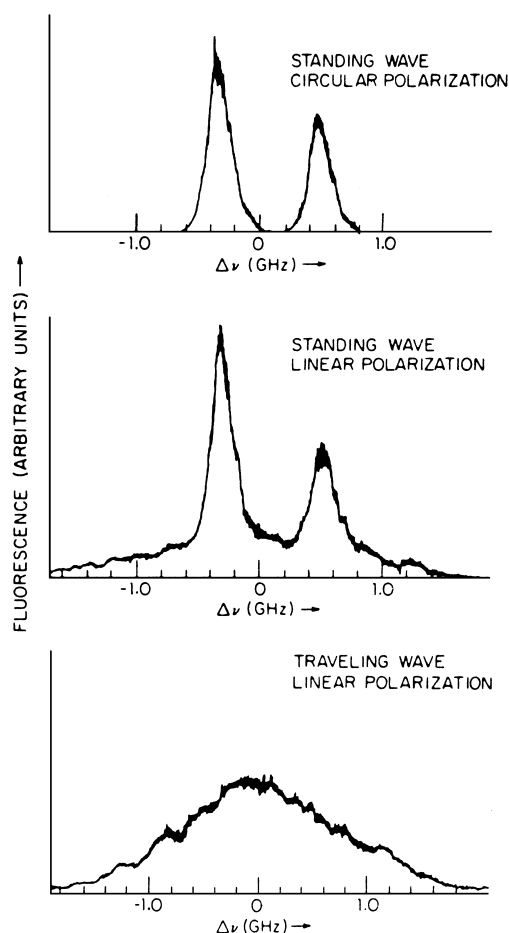 STANDING WAVE
CIRCULAR POLARIZATION
-1.0 0 1.0
Δν (GHz) →
FLUORESCENCE (ARBITRARY UNITS) →
STANDING WAVE
LINEAR POLARIZATION
-1.0 0 1.0
Δν (GHz) →
TRAVELING WAVE
LINEAR POLARIZATION
-1.0 0 1.0
Δν (GHz) →